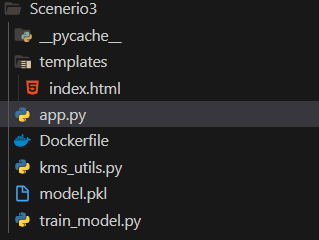 Scenerio3
__pycache__
templates
index.html
app.py
Dockerfile
kms_utils.py
model.pkl
train_model.py